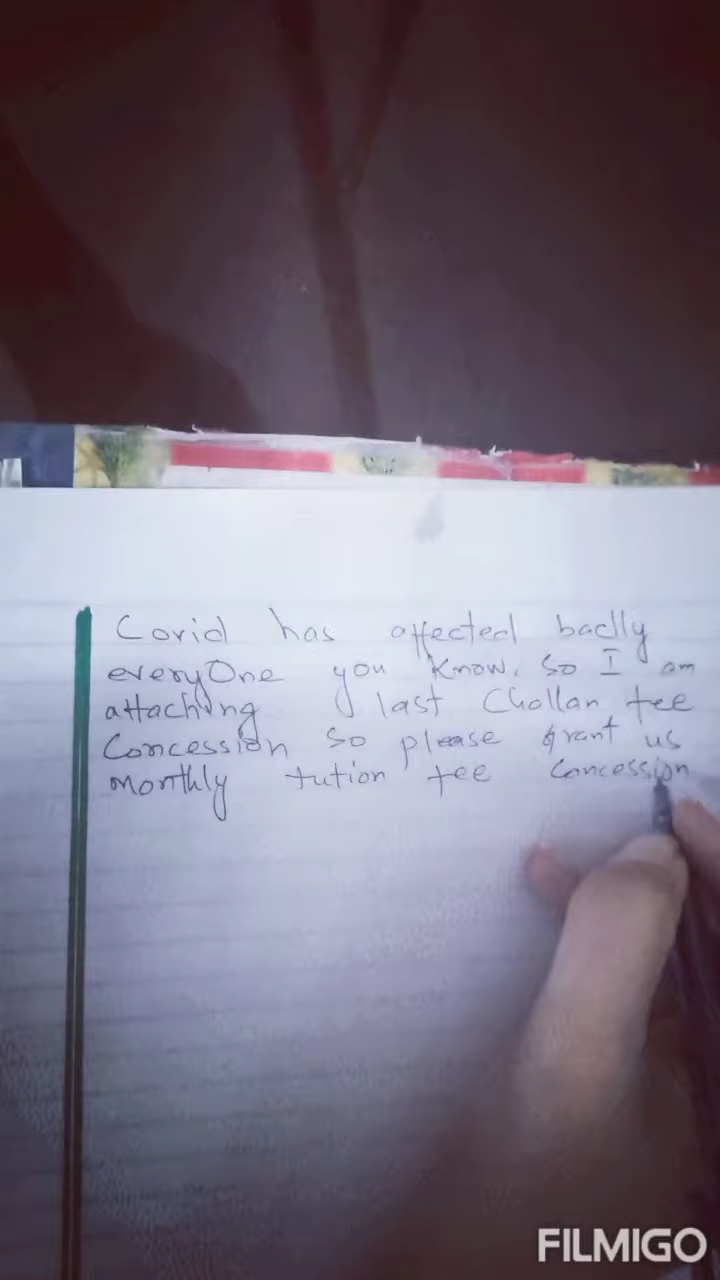 Covid has affected badly
everyOne you know. So I am
attaching last Challan fee
Concession so please grant us
monthly tution fee concession
FILMIGO